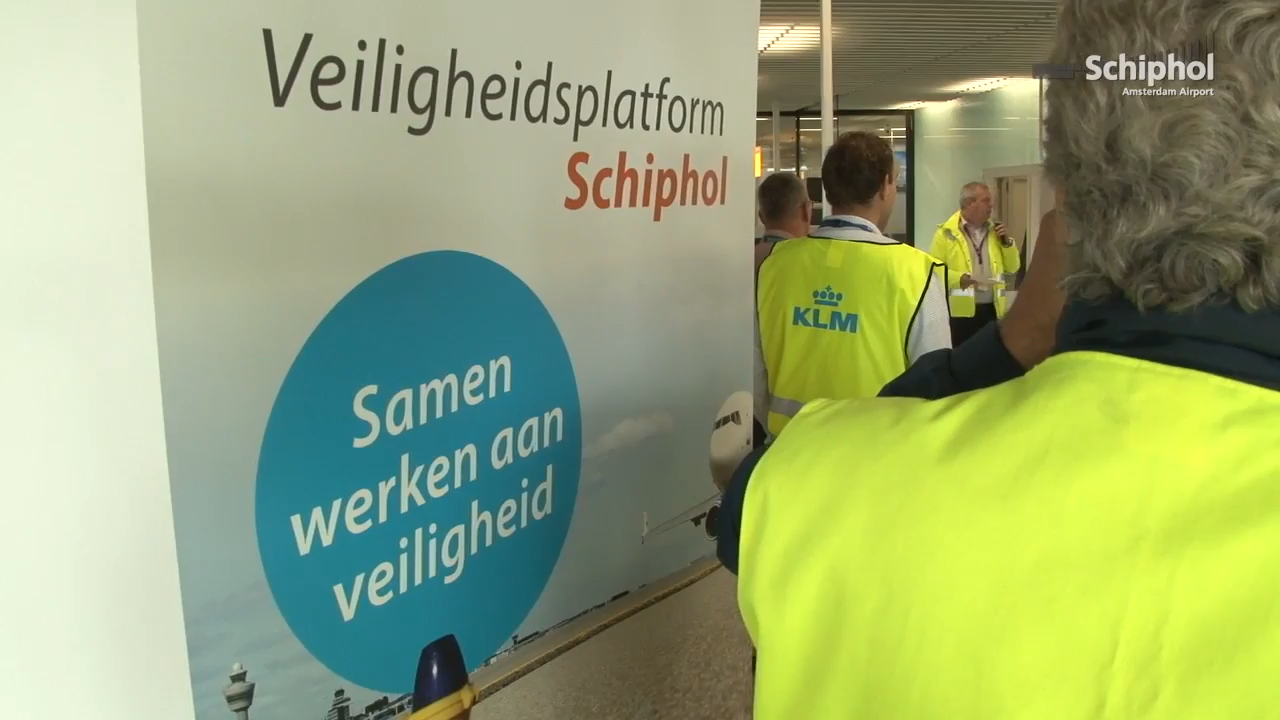 Veiligheidsplatform
Schiphol
Samen
werken aan
veiligheid
KLM
Schiphol
Amsterdam Airport